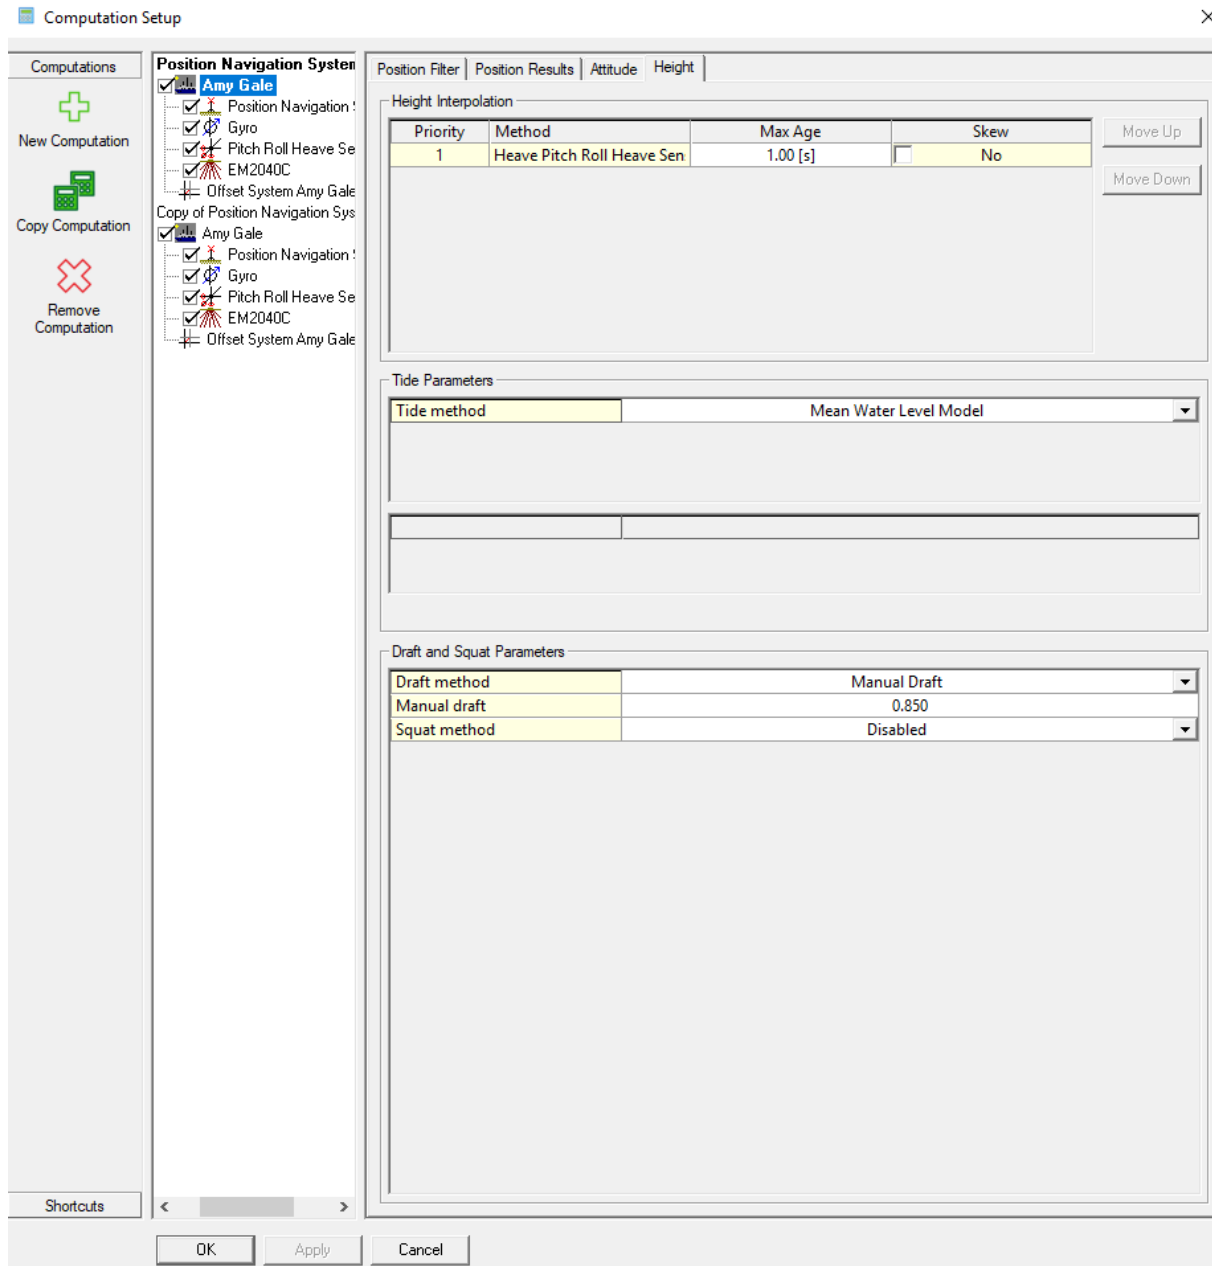 Computation Setup
Computations
New Computation
Copy Computation
Remove
Computation
Shortcuts
Position Navigation System
Amy Gale
Position Navigation S
Gyro
Pitch Roll Heave Se
EM2040C
Offset System Amy Gale
Copy of Position Navigation Sys
Amy Gale
Position Navigation S
Gyro
Pitch Roll Heave Se
EM2040C
Offset System Amy Gale
Position Filter Position Results Attitude Height
Height Interpolation
Priority Method Max Age Skew
1 Heave Pitch Roll Heave Sen 1.00 [s] No
Move Up
Move Down
Tide Parameters
Tide method Mean Water Level Model
Draft and Squat Parameters
Draft method Manual Draft
Manual draft 0.850
Squat method Disabled
OK Apply Cancel